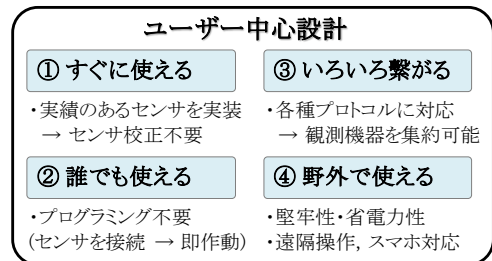 ユーザー中心設計
① すぐに使える
・実績のあるセンサを実装
→ センサ校正不要
② 誰でも使える
・プログラミング不要
(センサを接続 → 即作動)
③ いろいろ繋がる
・各種プロトコルに対応
→ 観測機器を集約可能
④ 野外で使える
・堅牢性・省電力性
・遠隔操作, スマホ対応